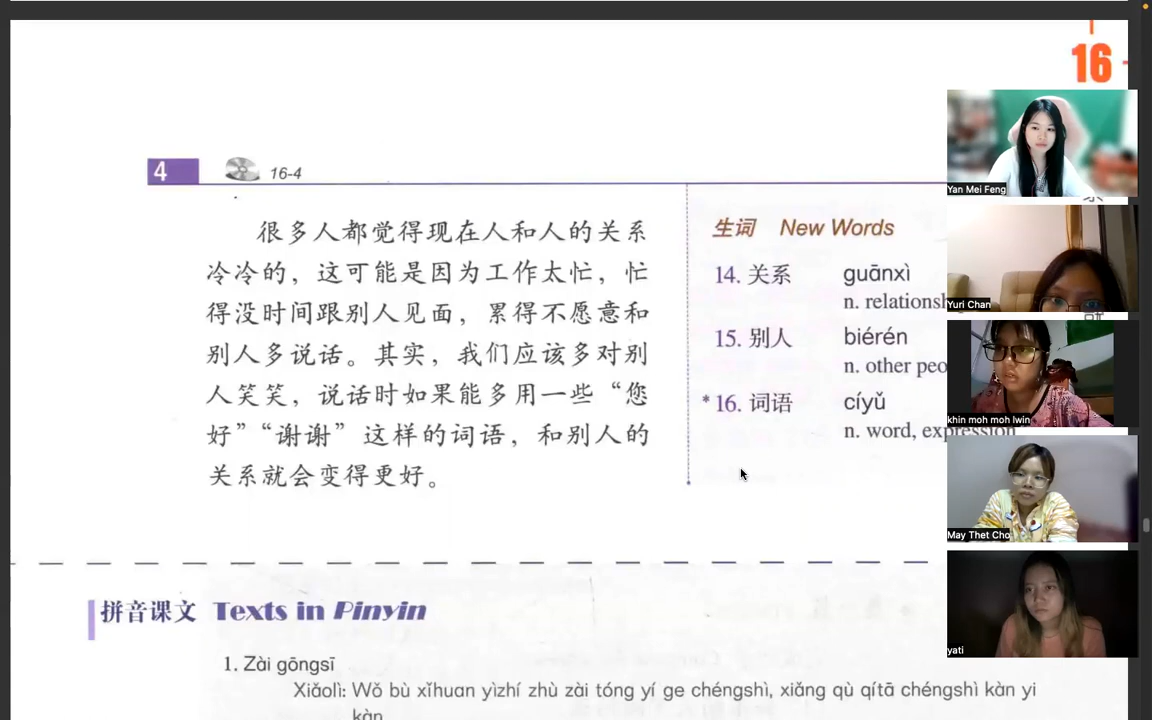 16
4
16-4
很多人都觉得现在人和人的关系
冷冷的，这可能是因为工作太忙，忙
得没时间跟别人见面，累得不愿意和
别人多说话。其实，我们应该多对别
人笑笑，说话时如果能多用一些“您
好”“谢谢”这样的词语，和别人的
关系就会变得更好。
生词 New Words
14. 关系 guānxì
n.
15. 别人 biérén
n. other
*16. 词语 cíyǔ
n. word, expression
拼音课文 Texts in Pinyin
1. Zài gōngsī
Xiǎolì: Wǒ bù xǐhuan yìzhí zhù zài tóng yí ge chéngshì, xiǎng qù qítā chéngshì kàn yi
kàn
Yan Mei Feng
Yuri Chan
khin moh moh lwin
May Thet Cho
yati